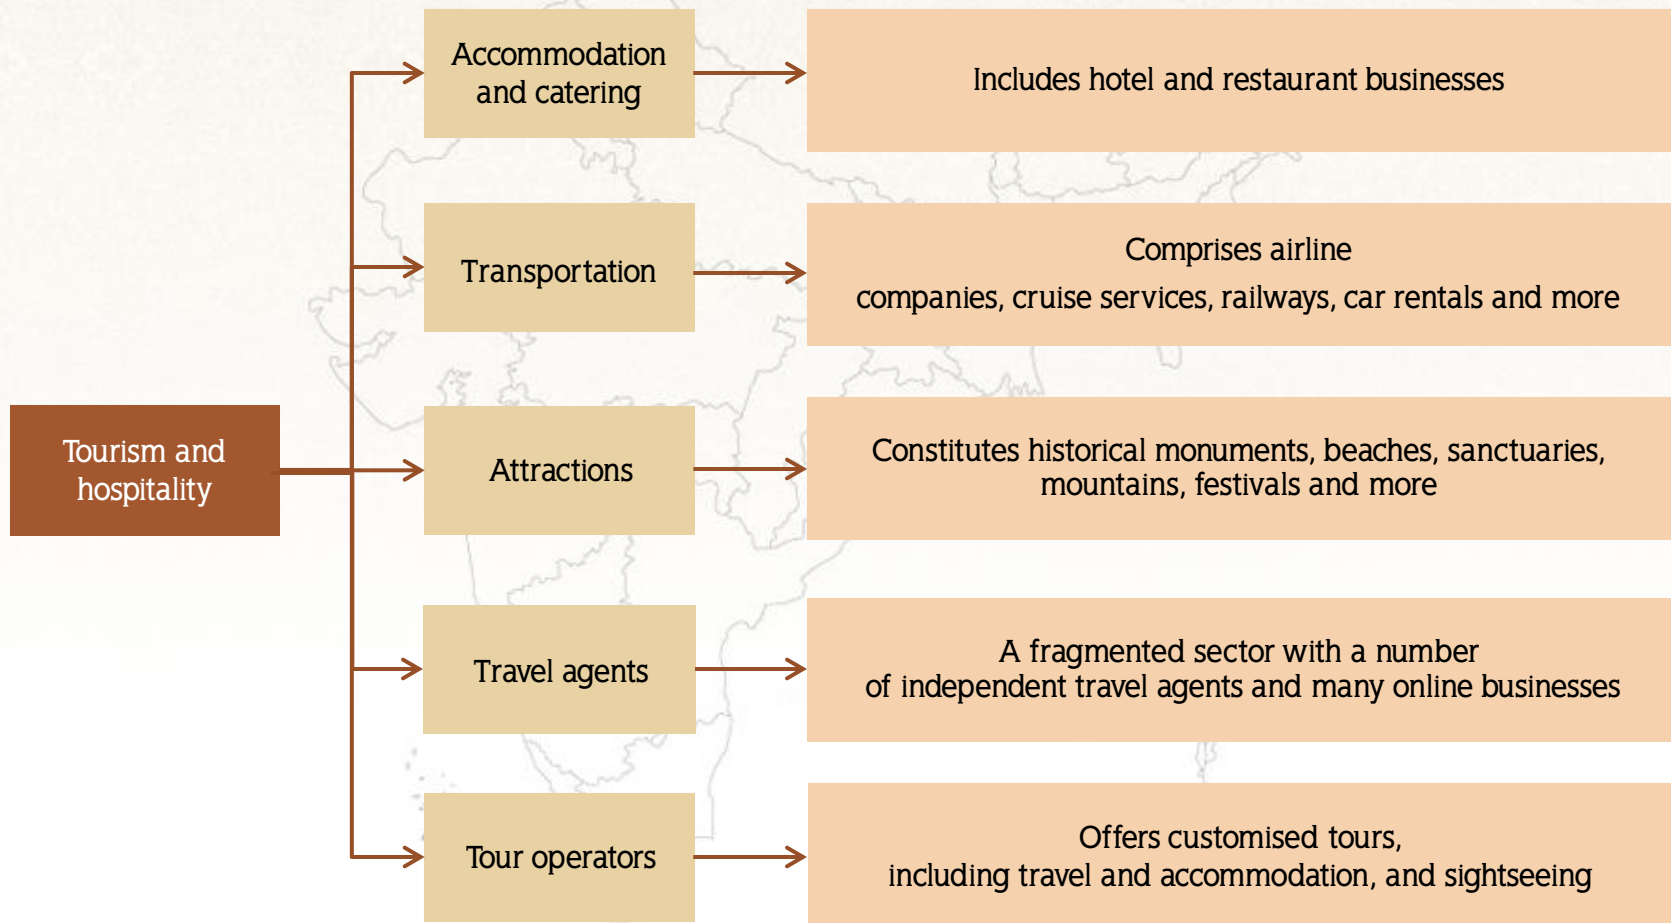 Accommodation
and catering
Includes hotel and restaurant businesses
Transportation
Comprises airline
companies, cruise services, railways, car rentals and more
Tourism and
hospitality
Attractions
Constitutes historical monuments, beaches, sanctuaries,
mountains, festivals and more
Travel agents
A fragmented sector with a number
of independent travel agents and many online businesses
Tour operators
Offers customised tours,
including travel and accommodation, and sightseeing